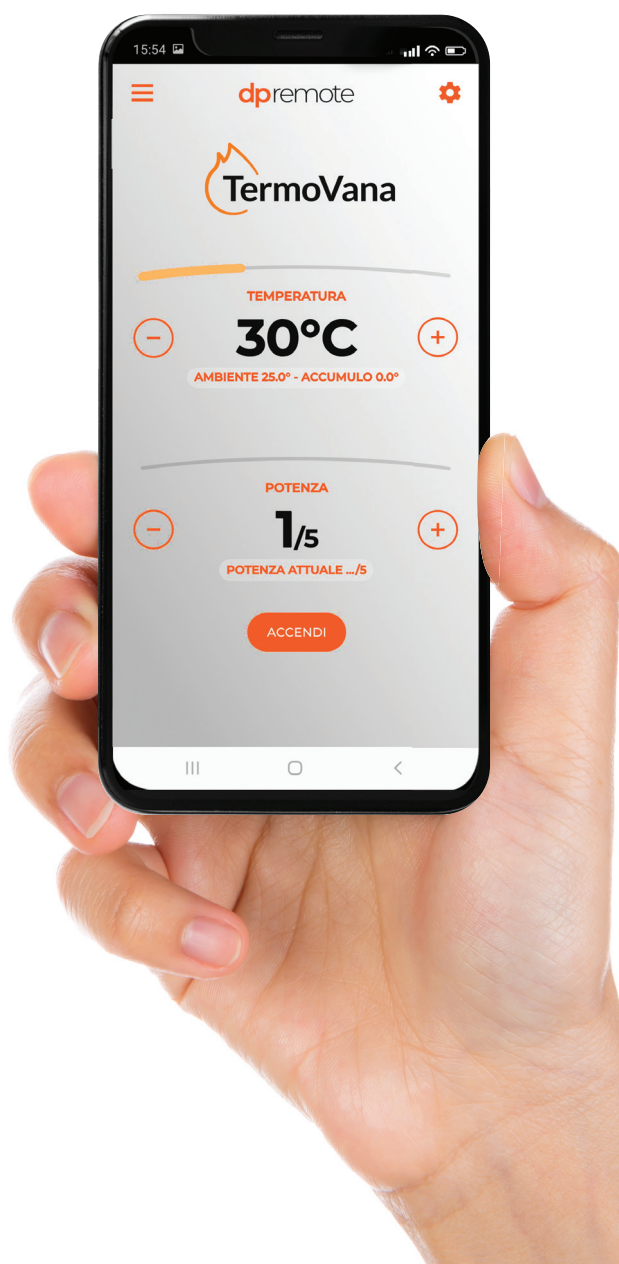 15:54
dpremote
TermoVana
TEMPERATURA
30°C
AMBIENTE 25.0° - ACCUMULO 0.0°
POTENZA
1/5
POTENZA ATTUALE .../5
ACCENDI